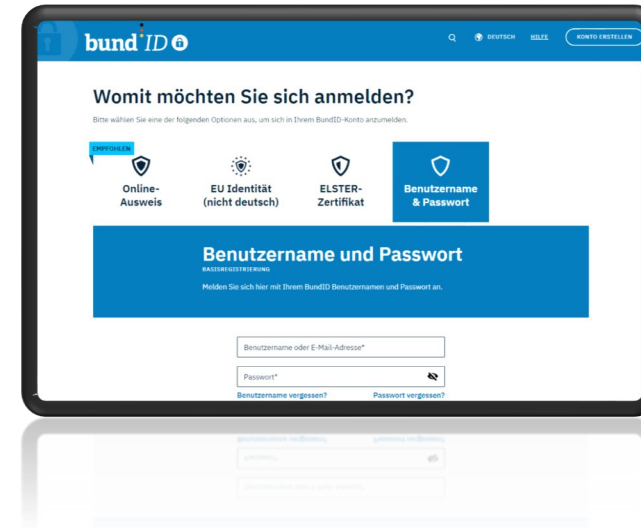 bund ID
DEUTSCH HILFE KONTO ERSTELLEN
Womit möchten Sie sich anmelden?
Bitte wählen Sie eine der folgenden Optionen aus, um sich in Ihrem BundID-Konto anzumelden.
EMPFOHLEN
Online-
Ausweis
EU Identität
(nicht deutsch)
ELSTER-
Zertifikat
Benutzername
& Passwort
Benutzername und Passwort
BASISREGISTRIERUNG
Melden Sie sich hier mit Ihrem BundID Benutzernamen und Passwort an.
Benutzername oder E-Mail-Adresse*
Passwort*
Benutzername vergessen? Passwort vergessen?